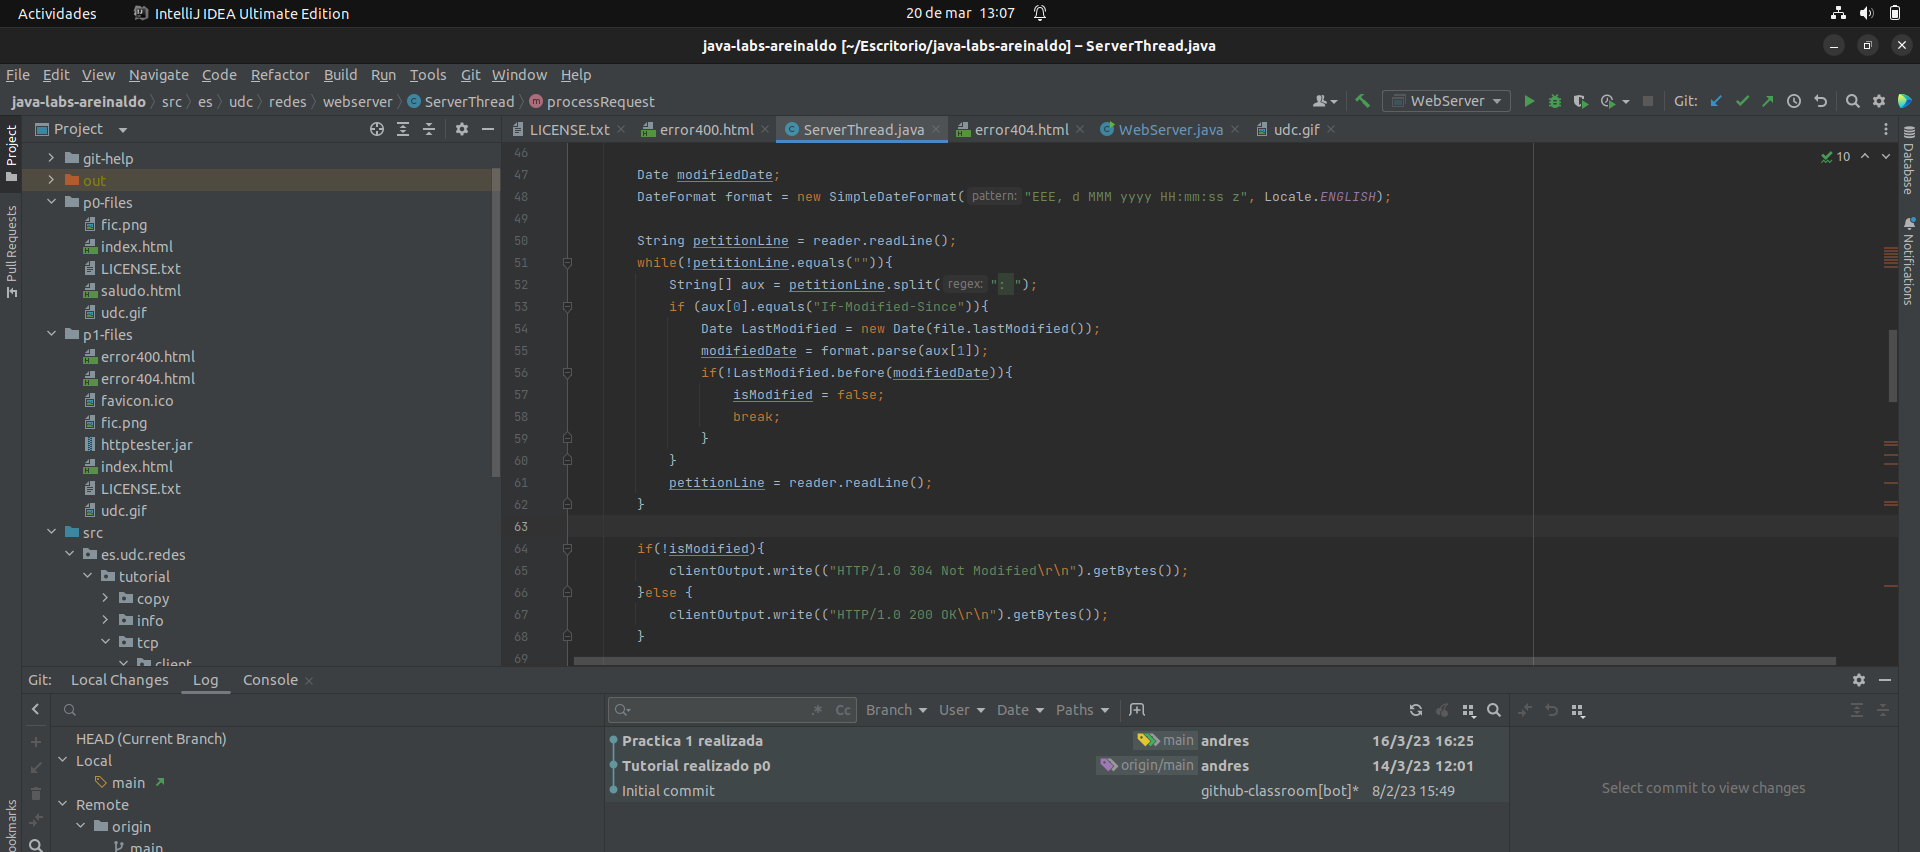 Actividades IntelliJ IDEA Ultimate Edition 20 de mar 13:07
java-labs-areinaldo [~/Escritorio/java-labs-areinaldo] – ServerThread.java
File Edit View Navigate Code Refactor Build Run Tools Git Window Help
java-labs-areinaldo src es udc redes webserver ServerThread processRequest WebServer Git:
Project
Pull Requests
Bookmarks
Project
git-help
out
p0-files
fic.png
index.html
LICENSE.txt
saludo.html
udc.gif
p1-files
error400.html
error404.html
favicon.ico
fic.png
httptester.jar
index.html
LICENSE.txt
udc.gif
src
es.udc.redes
tutorial
copy
info
tcp
client
LICENSE.txt error400.html ServerThread.java error404.html WebServer.java udc.gif
10
46
47 Date modifiedDate;
48 DateFormat format = new SimpleDateFormat( pattern: "EEE, d MMM yyyy HH:mm:ss z", Locale.ENGLISH);
49
50 String petitionLine = reader.readLine();
51 while(!petitionLine.equals("")){
52 String[] aux = petitionLine.split( regex: ": ");
53 if (aux[0].equals("If-Modified-Since")){
54 Date LastModified = new Date(file.lastModified());
55 modifiedDate = format.parse(aux[1]);
56 if(!LastModified.before(modifiedDate)){
57 isModified = false;
58 break;
59 }
60 }
61 petitionLine = reader.readLine();
62 }
63
64 if(!isModified){
65 clientOutput.write(("HTTP/1.0 304 Not Modified\r\n").getBytes());
66 }else {
67 clientOutput.write(("HTTP/1.0 200 OK\r\n").getBytes());
68 }
69
Database
Notifications
Git: Local Changes Log Console
HEAD (Current Branch)
Local
main
Remote
origin
main
.* Cc Branch User Date Paths
Practica 1 realizada main andres 16/3/23 16:25
Tutorial realizado p0 origin/main andres 14/3/23 12:01
Initial commit github-classroom[bot]* 8/2/23 15:49
Select commit to view changes